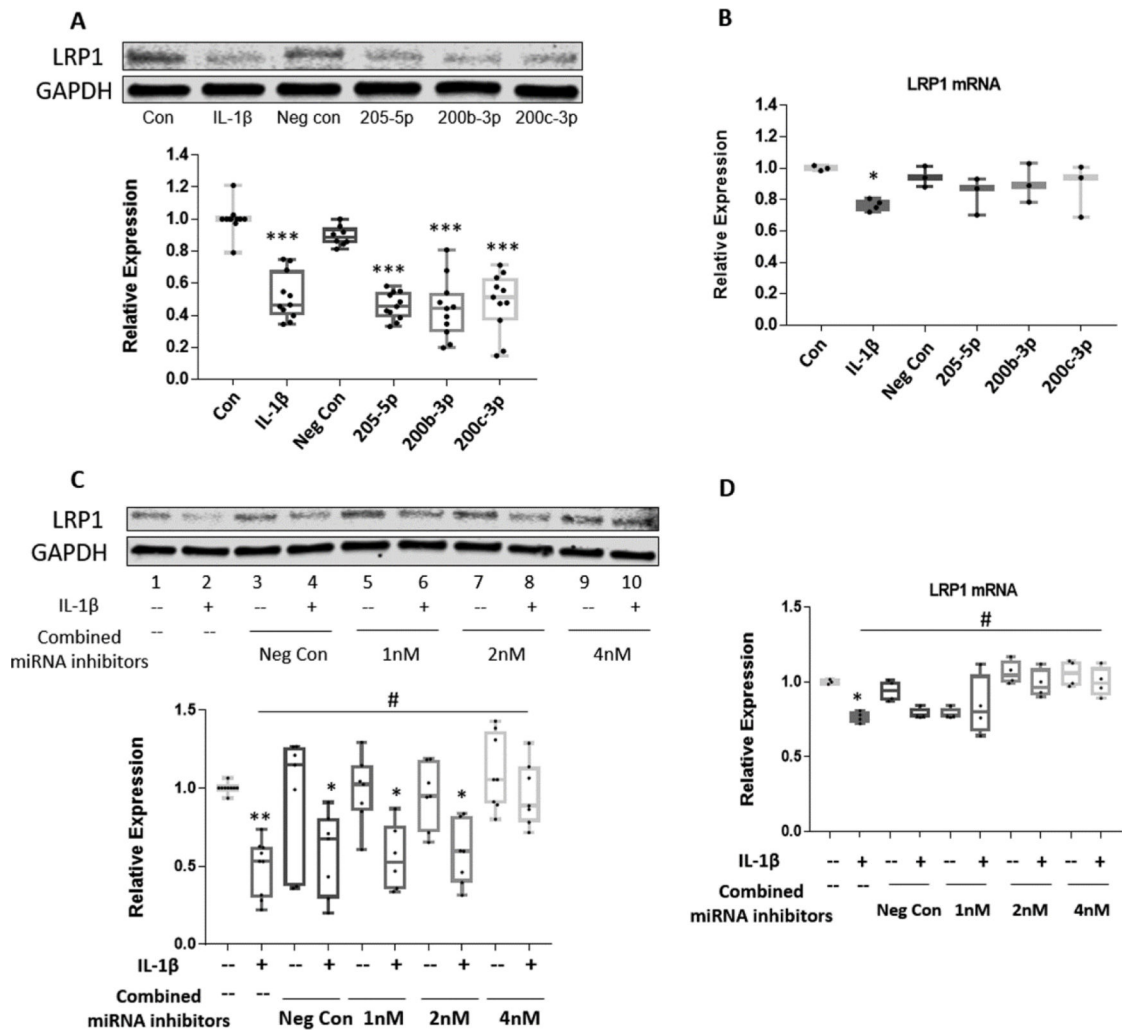 A
LRP1
GAPDH
Con IL-1β Neg con 205-5p 200b-3p 200c-3p
Relative Expression
1.4
1.2
1.0
0.8
0.6
0.4
0.2
0.0
***
***
***
***
Con IL-1β Neg Con 205-5p 200b-3p 200c-3p
B
LRP1 mRNA
Relative Expression
1.4
1.2
1.0
0.8
0.6
0.4
0.2
0.0
*
Con IL-1β Neg Con 205-5p 200b-3p 200c-3p
C
LRP1
GAPDH
1 2 3 4 5 6 7 8 9 10
IL-1β -- + -- + -- + -- + -- +
Combined
miRNA inhibitors
-- -- Neg Con 1nM 2nM 4nM
Relative Expression
1.5
1.0
0.5
0.0
#
** * * *
IL-1β -- + -- + -- + -- + -- +
Combined
miRNA inhibitors
-- -- Neg Con 1nM 2nM 4nM
D
LRP1 mRNA
Relative Expression
1.5
1.0
0.5
0.0
#
*
IL-1β -- + -- + -- + -- + -- +
Combined
miRNA inhibitors
-- -- Neg Con 1nM 2nM 4nM